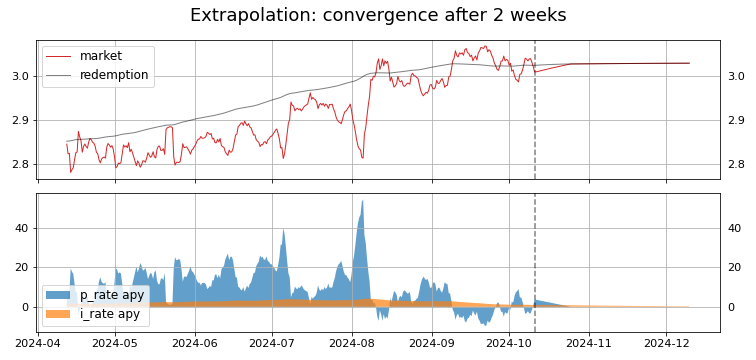 Extrapolation: convergence after 2 weeks
market
redemption
3.0 3.0
2.9 2.9
2.8 2.8
40 40
20 20
0 0
p_rate apy
i_rate apy
2024-04 2024-05 2024-06 2024-07 2024-08 2024-09 2024-10 2024-11 2024-12